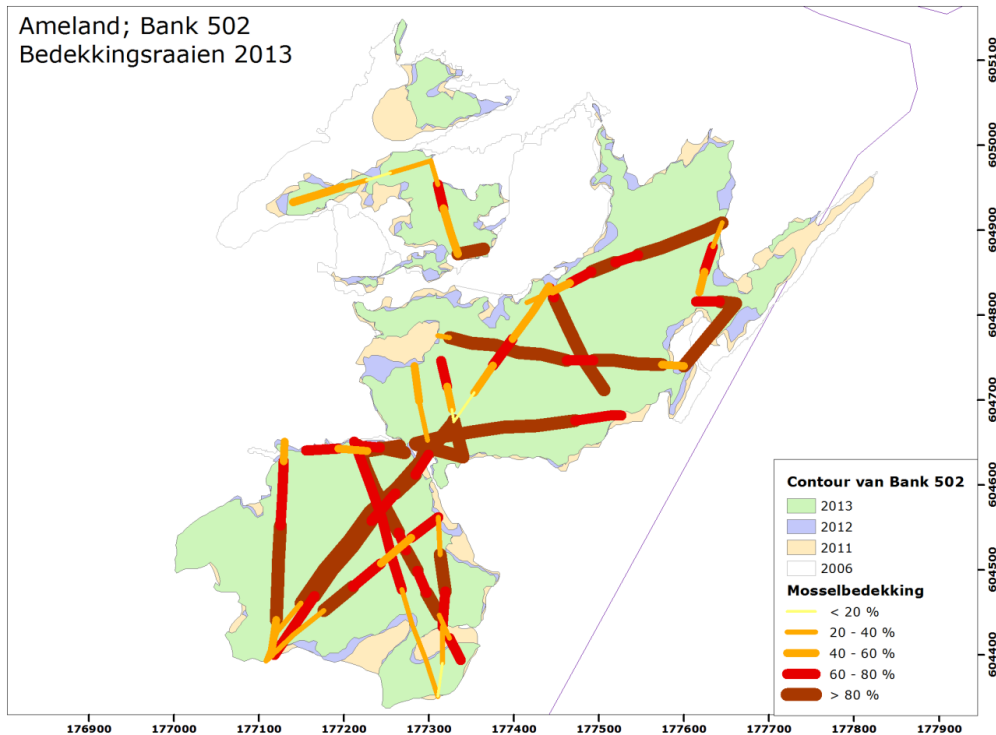 Ameland; Bank 502
Bedekkingsraaien 2013
605100
605000
604900
604800
604700
604600
604500
604400
Contour van Bank 502
2013
2012
2011
2006
Mosselbedekking
< 20 %
20 - 40 %
40 - 60 %
60 - 80 %
> 80 %
176900 177000 177100 177200 177300 177400 177500 177600 177700 177800 177900